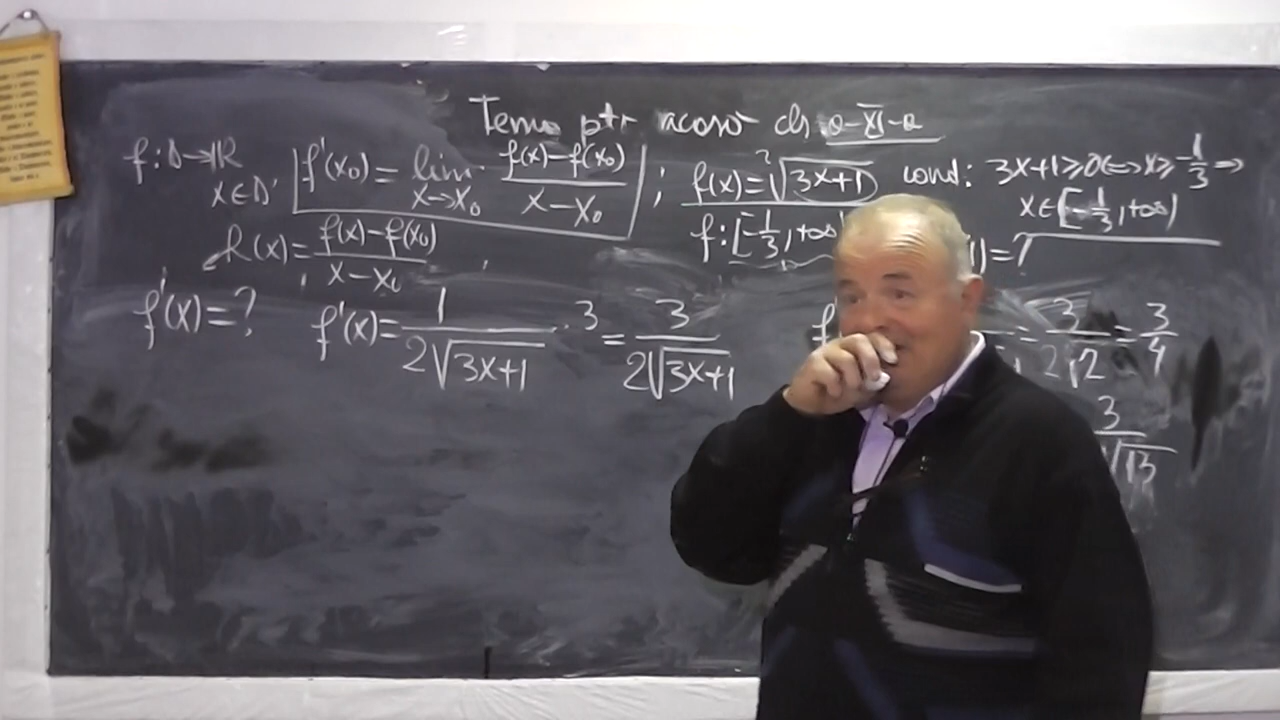 Tema ptr acasă cls a-XI-a
f:D→ℝ x∈D' f'(x₀)= lim x→x₀ f(x)-f(x₀) / x-x₀ ; f(x)=²√(3x+1) cond: 3x+1⩾0⇔x⩾-1/3 ⇒
x∈[-1/3,+∞)
f:[-1/3,+∞) 1)=?
R(x)= f(x)-f(x₀) / x-x₀ ;
f'(x)=? f'(x)= 1/2√(3x+1) · 3 = 3/2√(3x+1) f = 3/2·2 = 3/4
3/√13